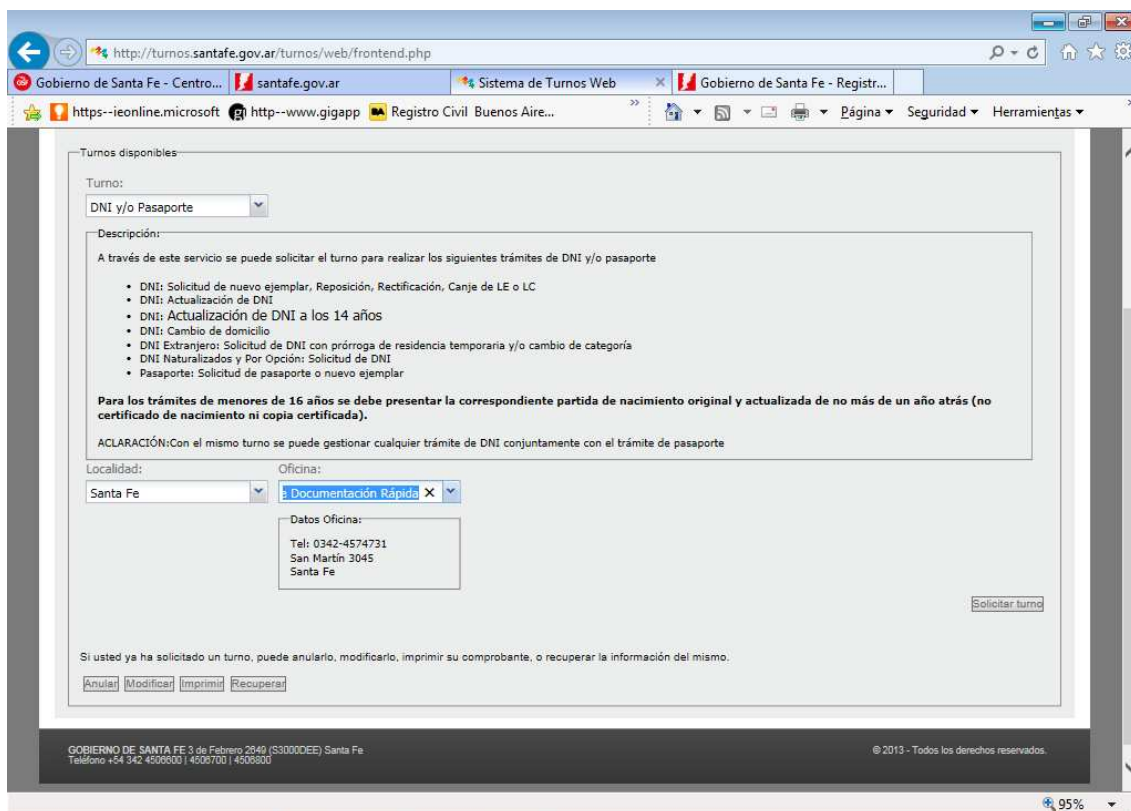 http://turnos.santafe.gov.ar/turnos/web/frontend.php
Gobierno de Santa Fe - Centro... santafe.gov.ar Sistema de Turnos Web Gobierno de Santa Fe - Registr...
https--ieonline.microsoft http--www.gigapp Registro Civil Buenos Aire... Página Seguridad Herramientas
Turnos disponibles
Turno:
DNI y/o Pasaporte
Descripción:
A través de este servicio se puede solicitar el turno para realizar los siguientes trámites de DNI y/o pasaporte
• DNI: Solicitud de nuevo ejemplar, Reposición, Rectificación, Canje de LE o LC
• DNI: Actualización de DNI
• DNI: Actualización de DNI a los 14 años
• DNI: Cambio de domicilio
• DNI Extranjero: Solicitud de DNI con prórroga de residencia temporaria y/o cambio de categoría
• DNI Naturalizados y Por Opción: Solicitud de DNI
• Pasaporte: Solicitud de pasaporte o nuevo ejemplar
Para los trámites de menores de 16 años se debe presentar la correspondiente partida de nacimiento original y actualizada de no más de un año atrás (no
certificado de nacimiento ni copia certificada).
ACLARACIÓN:Con el mismo turno se puede gestionar cualquier trámite de DNI conjuntamente con el trámite de pasaporte
Localidad: Oficina:
Santa Fe e Documentación Rápida
Datos Oficina:
Tel: 0342-4574731
San Martín 3045
Santa Fe
Solicitar turno
Si usted ya ha solicitado un turno, puede anularlo, modificarlo, imprimir su comprobante, o recuperar la información del mismo.
Anular Modificar Imprimir Recuperar
GOBIERNO DE SANTA FE 3 de Febrero 2649 (S3000DEE) Santa Fe © 2013 - Todos los derechos reservados.
Teléfono +54 342 4506600 | 4506700 | 4506800
95%